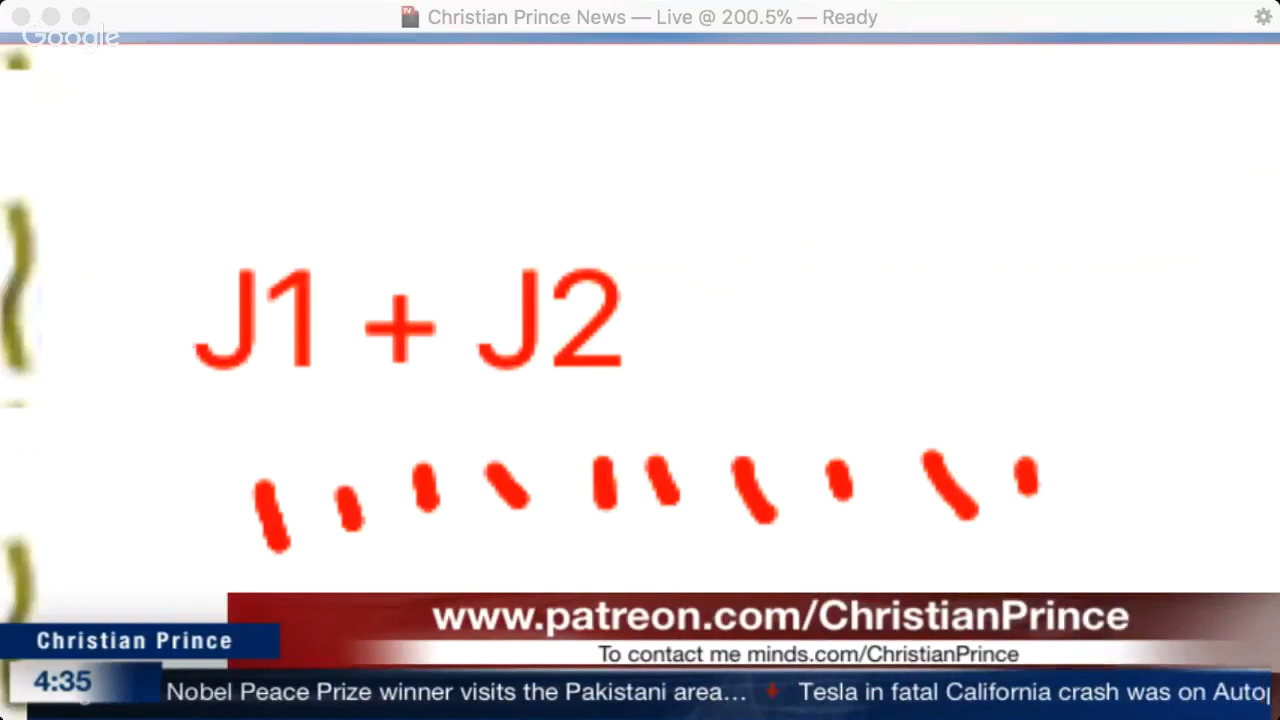 Christian Prince News — Live @ 200.5% — Ready
Google
J1 + J2
www.patreon.com/ChristianPrince
Christian Prince
To contact me minds.com/ChristianPrince
4:35
Nobel Peace Prize winner visits the Pakistani area... Tesla in fatal California crash was on Autop